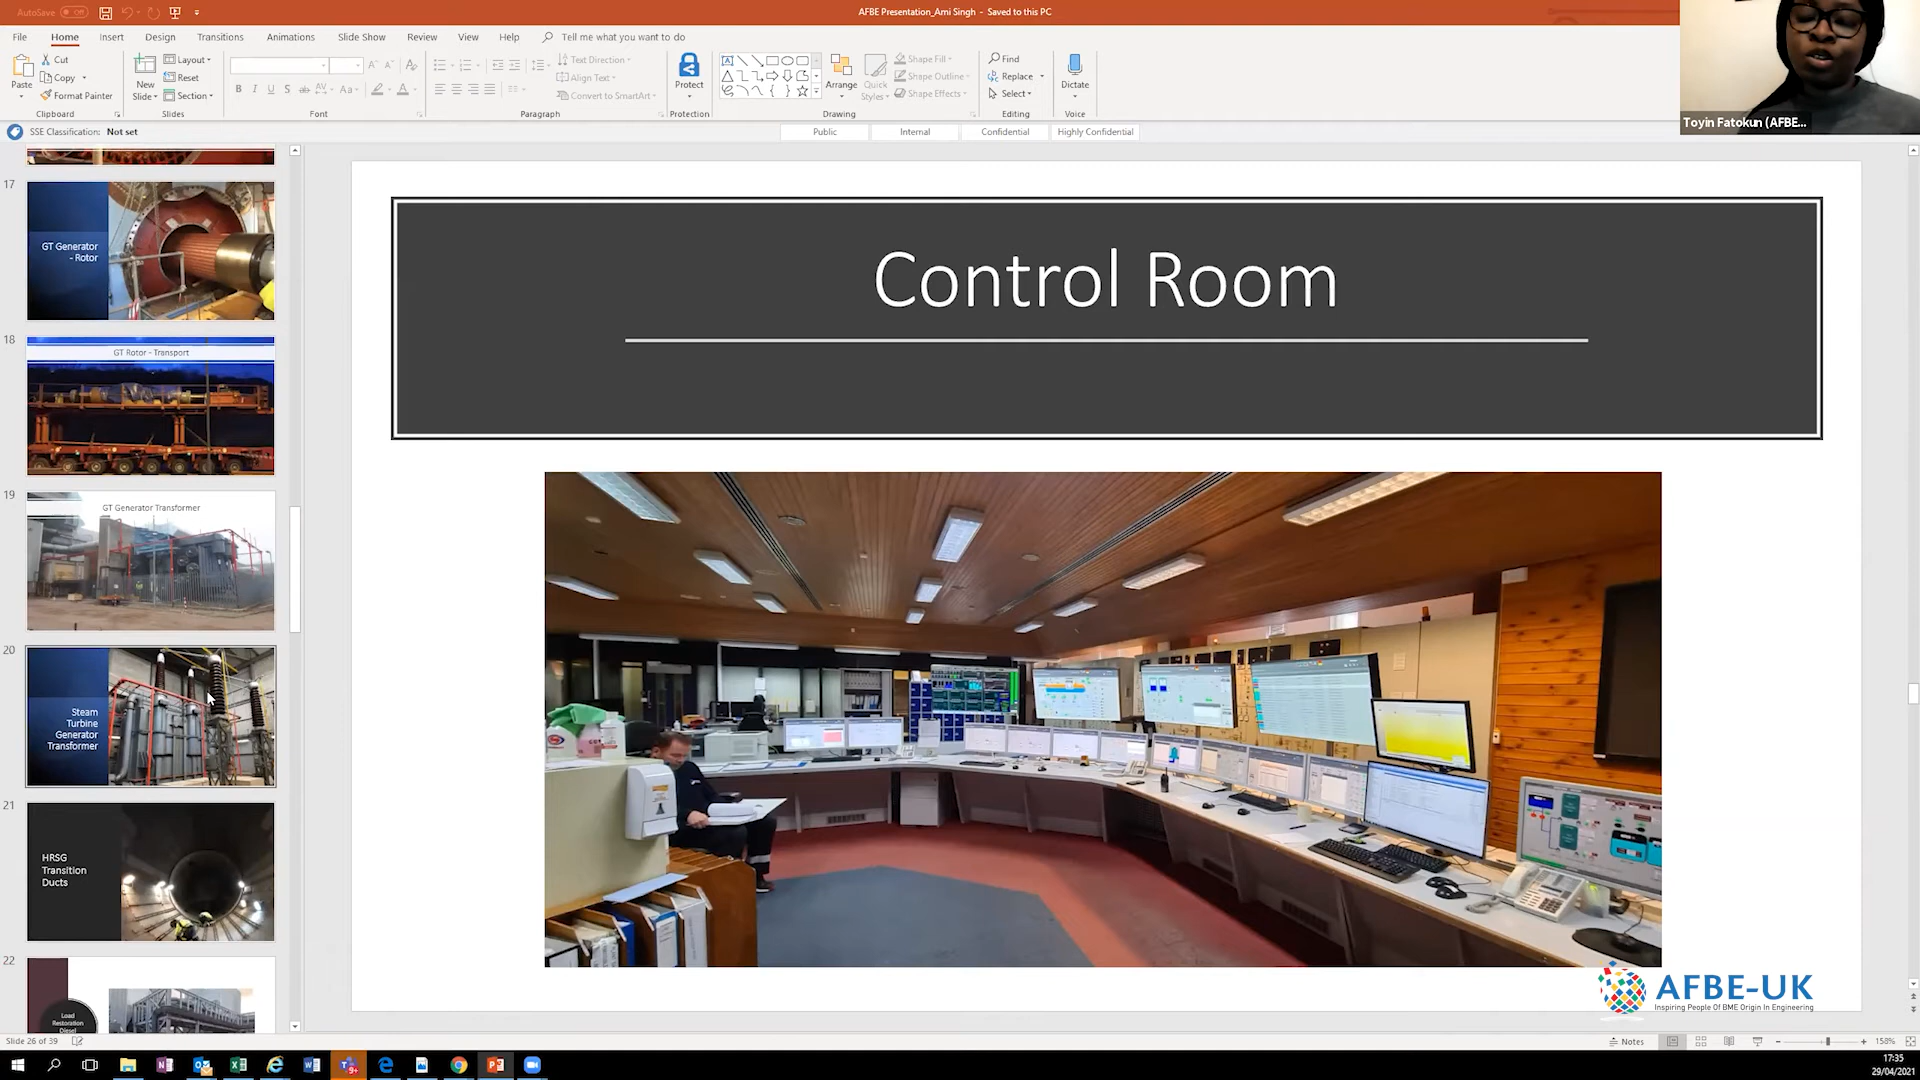 AutoSave Off
AFBE Presentation_Ami Singh - Saved to this PC
File Home Insert Design Transitions Animations Slide Show Review View Help Tell me what you want to do
Paste
Cut
Copy
Format Painter
Clipboard
New
Slide
Layout
Reset
Section
Slides
Font
Text Direction
Align Text
Convert to SmartArt
Paragraph
Protect
Protection
Arrange
Quick
Styles
Shape Fill
Shape Outline
Shape Effects
Drawing
Find
Replace
Select
Editing
Dictate
Voice
Toyin Fatokun (AFBE...
SSE Classification: Not set
Public Internal Confidential Highly Confidential
17
GT Generator
- Rotor
18
GT Rotor - Transport
19
GT Generator Transformer
20
Steam
Turbine
Generator
Transformer
21
HRSG
Transition
Ducts
22
Load
Restoration
Diesel
Control Room
AFBE-UK
Inspiring People Of BME Origin In Engineering
Slide 26 of 39
Notes
158%
17:35
29/04/2021